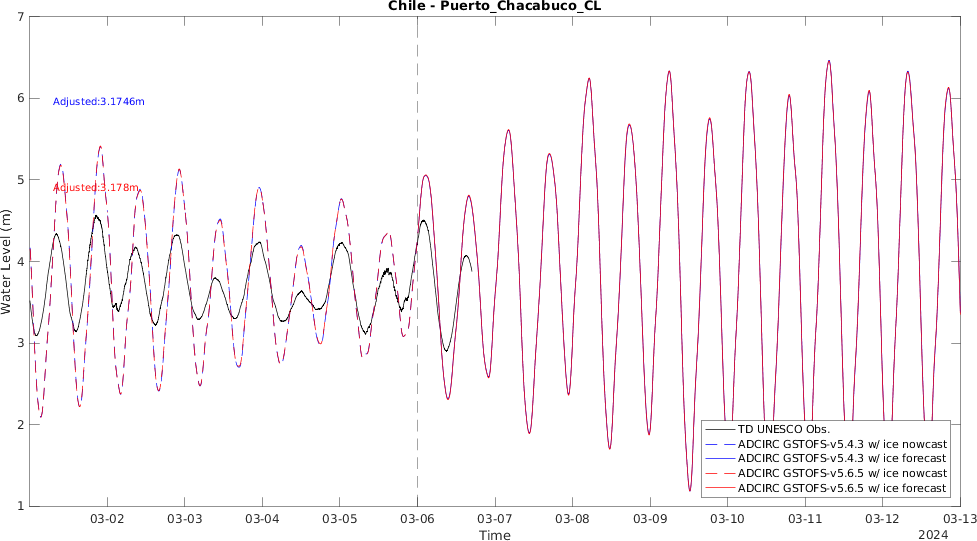 Chile - Puerto_Chacabuco_CL
7
6
5
4
3
2
1
Water Level (m)
Adjusted:3.1746m
Adjusted:3.178m
TD UNESCO Obs.
ADCIRC GSTOFS-v5.4.3 w/ ice nowcast
ADCIRC GSTOFS-v5.4.3 w/ ice forecast
ADCIRC GSTOFS-v5.6.5 w/ ice nowcast
ADCIRC GSTOFS-v5.6.5 w/ ice forecast
03-02 03-03 03-04 03-05 03-06 03-07 03-08 03-09 03-10 03-11 03-12 03-13
Time
2024